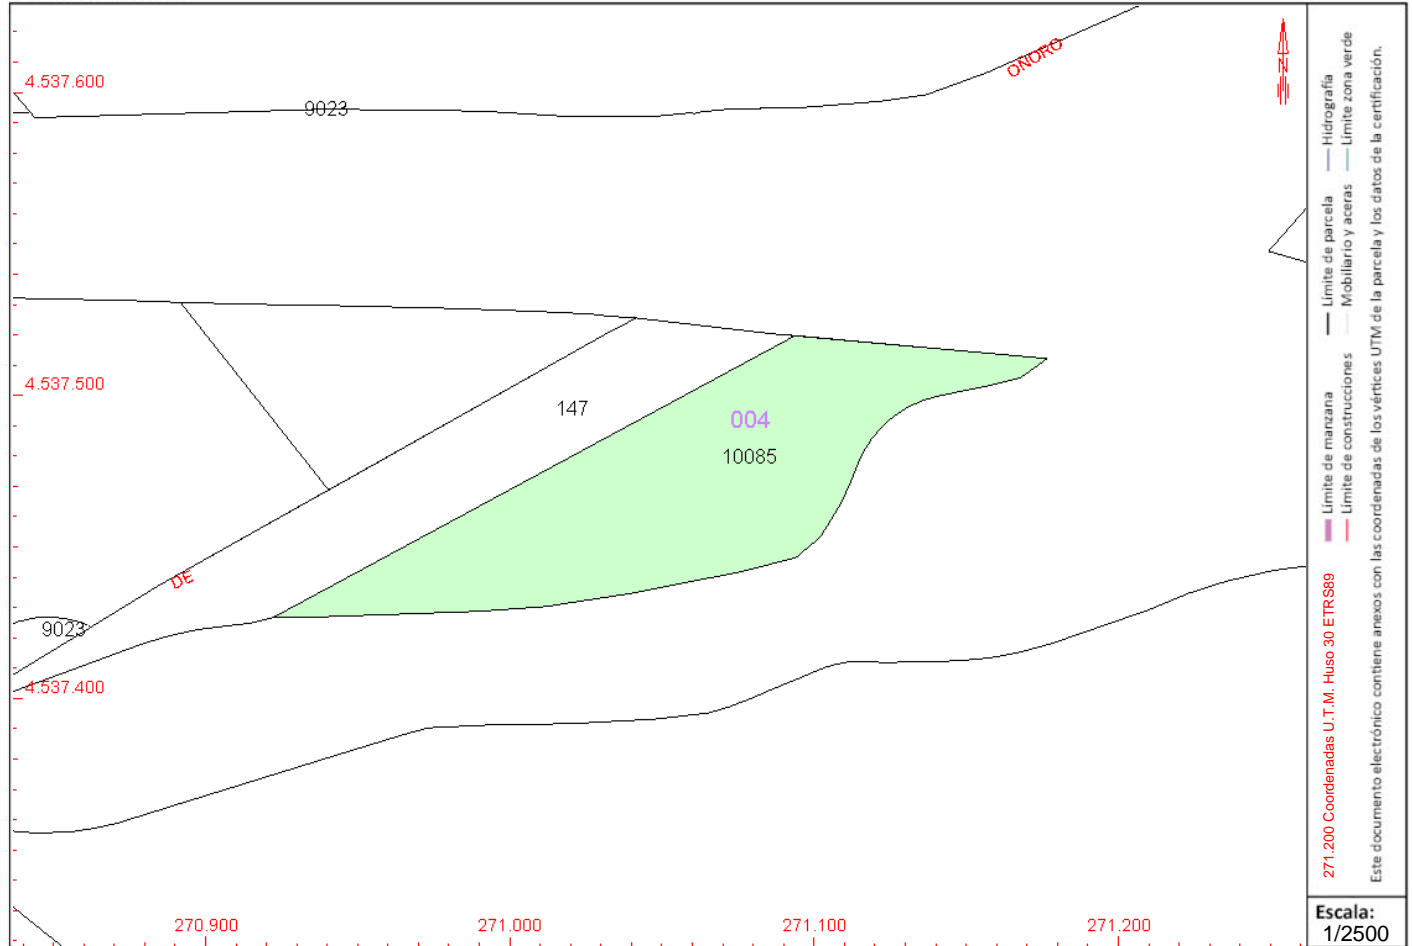 4.537.600
9023
ONORO
N
4.537.500
147
004
10085
DE
9023
4.537.400
270.900
271.000
271.100
271.200
Límite de manzana
Límite de parcela
Hidrografía
Límite de construcciones
Mobiliario y aceras
Límite zona verde
271.200 Coordenadas U.T.M. Huso 30 ETRS89
Este documento electrónico contiene anexos con las coordenadas de los vértices UTM de la parcela y los datos de la certificación.
Escala:
1/2500